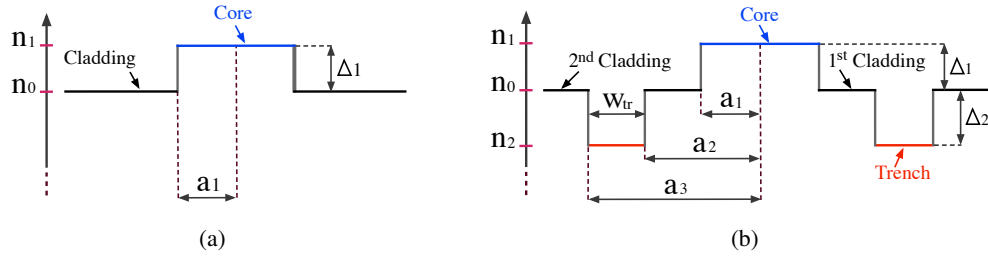 Core
n1
Cladding
Δ1
n0
a1
(a)
Core
n1
2nd Cladding
1st Cladding
Δ1
n0
wtr
a1
Δ2
n2
a2
Trench
a3
(b)